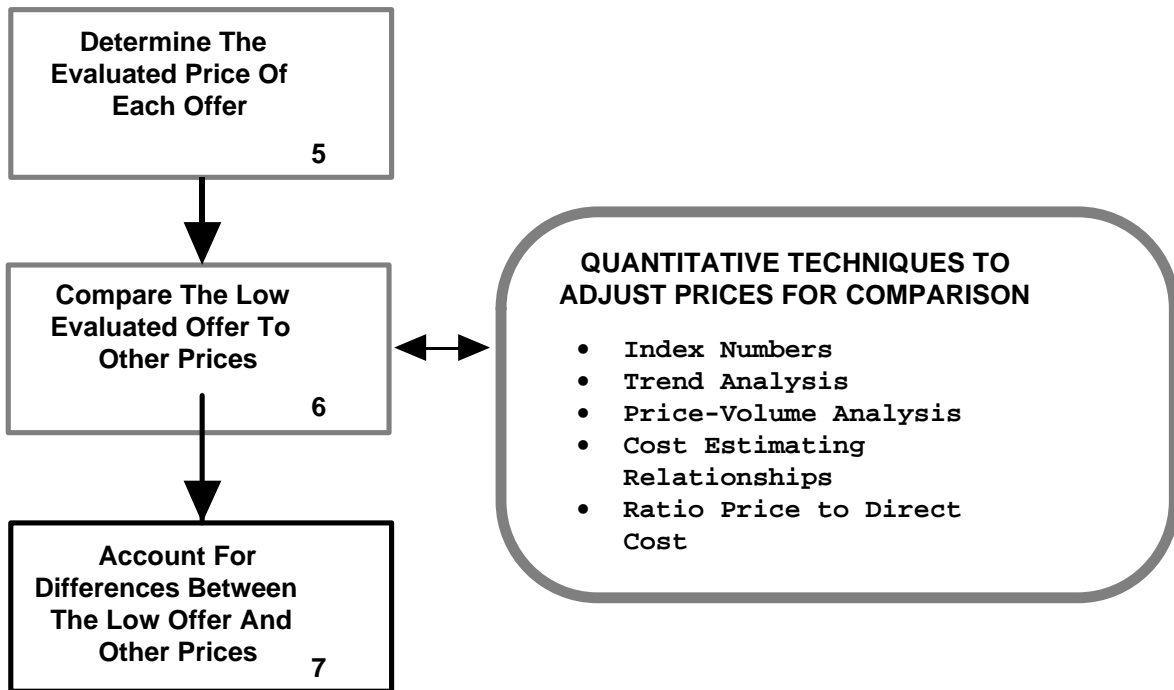 Determine The
Evaluated Price Of
Each Offer
5
Compare The Low
Evaluated Offer To
Other Prices
6
Account For
Differences Between
The Low Offer And
Other Prices
7
QUANTITATIVE TECHNIQUES TO
ADJUST PRICES FOR COMPARISON
• Index Numbers
• Trend Analysis
• Price-Volume Analysis
• Cost Estimating
Relationships
• Ratio Price to Direct
Cost